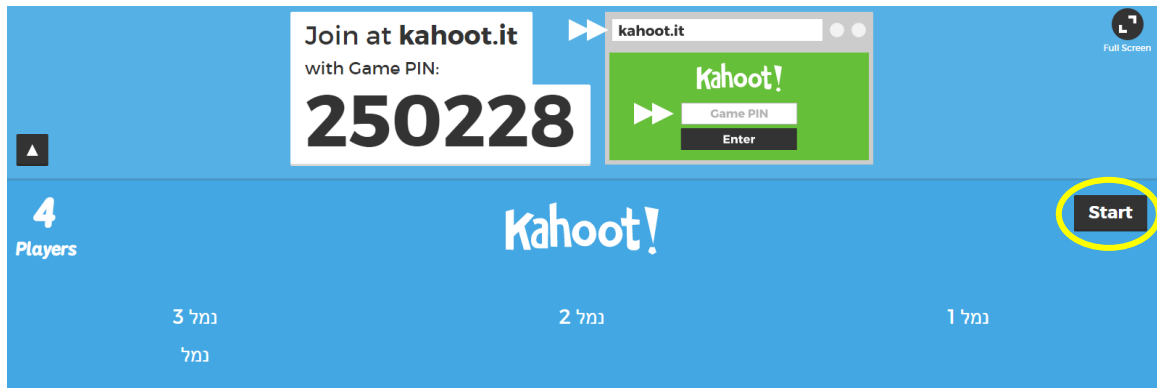 Join at kahoot.it
with Game PIN:
250228
kahoot.it
Kahoot!
Game PIN
Enter
Full Screen
4
Players
Kahoot!
Start
נמל 3
נמל 2
נמל 1
נמל